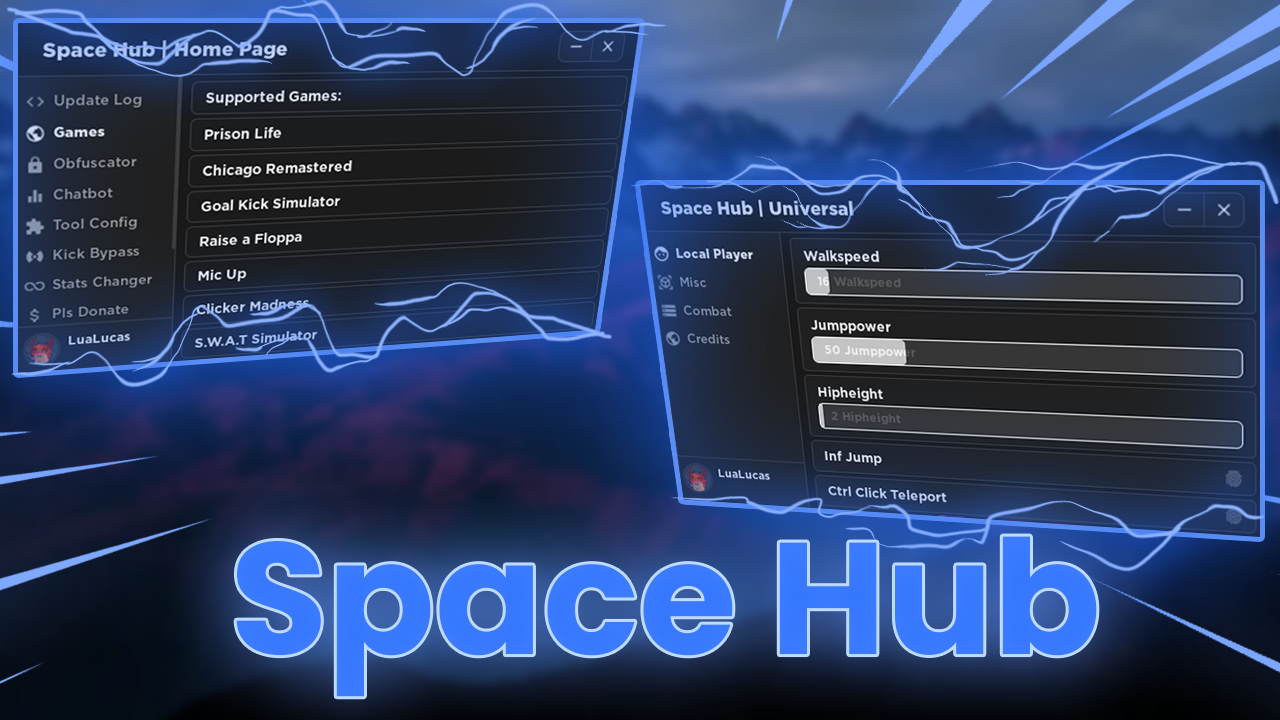 Space Hub | Home Page
Update Log
Games
Obfuscator
Chatbot
Tool Config
Kick Bypass
Stats Changer
Pls Donate
LuaLucas
Supported Games:
Prison Life
Chicago Remastered
Goal Kick Simulator
Raise a Floppa
Mic Up
Clicker Madness
S.W.A.T Simulator
Space Hub | Universal
Local Player
Misc
Combat
Credits
LuaLucas
Walkspeed
16 Walkspeed
Jumppower
50 Jumppower
Hipheight
2 Hipheight
Inf Jump
Ctrl Click Teleport
Space Hub